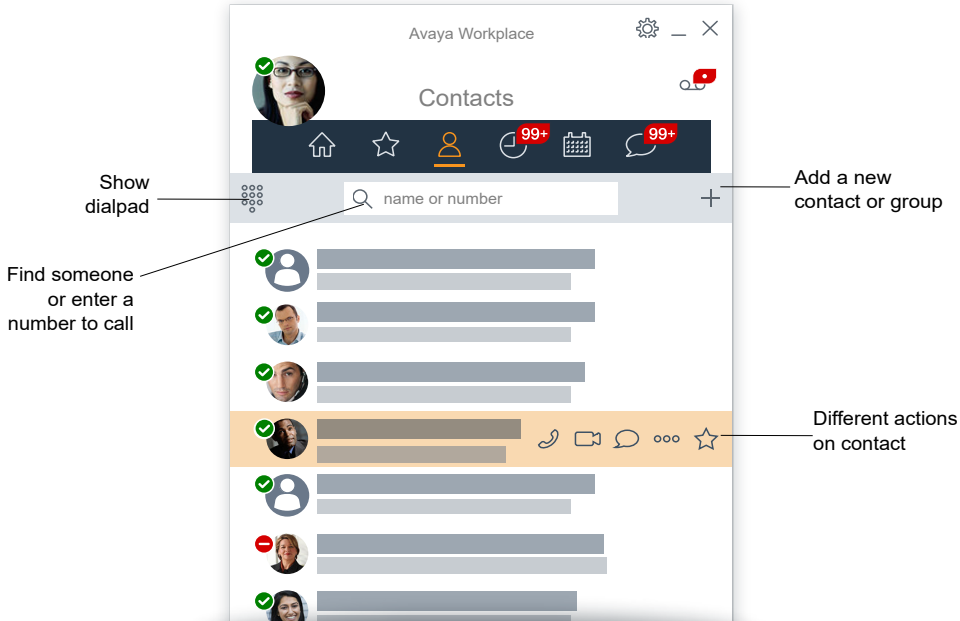 Avaya Workplace
Contacts
99+
99+
Show
dialpad
name or number
Add a new
contact or group
Find someone
or enter a
number to call
Different actions
on contact